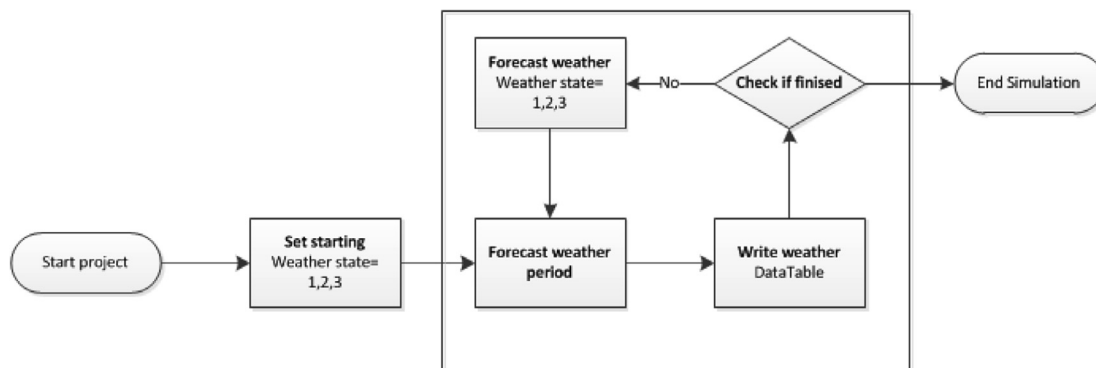 Forecast weather
Weather state=
1,2,3
No
Check if finised
End Simulation
Start project
Set starting
Weather state=
1,2,3
Forecast weather
period
Write weather
DataTable